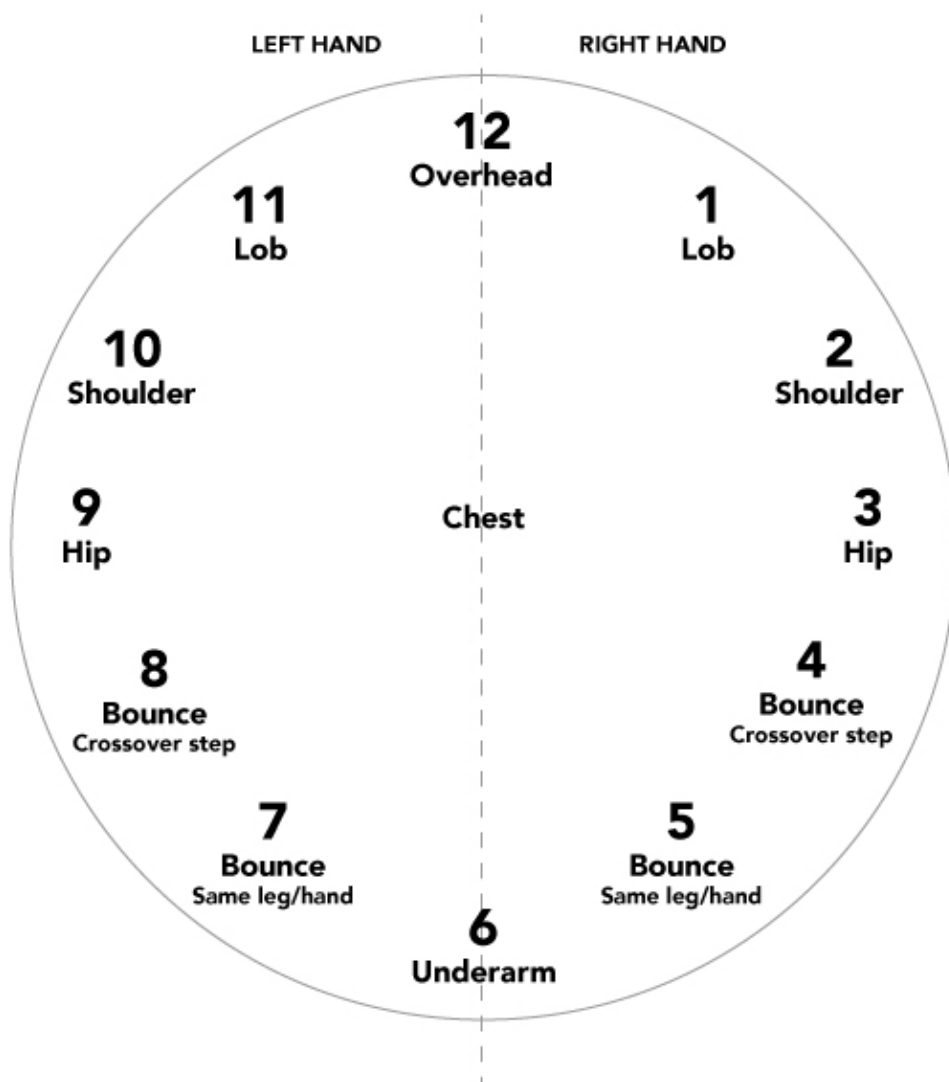 LEFT HAND RIGHT HAND
12
Overhead
11
Lob
1
Lob
10
Shoulder
2
Shoulder
9
Hip
Chest
3
Hip
8
Bounce
Crossover step
4
Bounce
Crossover step
7
Bounce
Same leg/hand
5
Bounce
Same leg/hand
6
Underarm